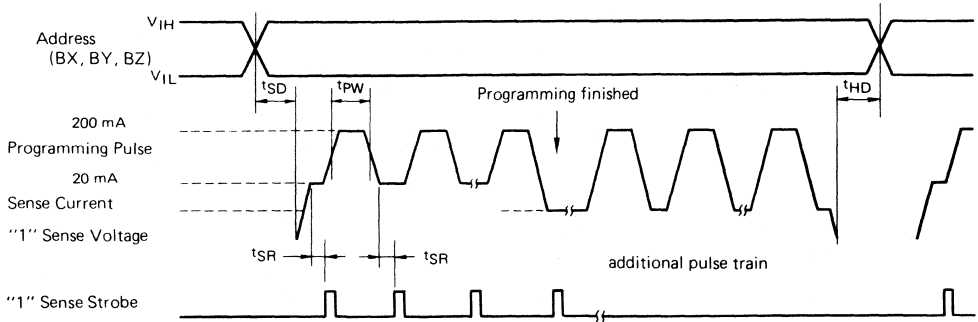 VIH
Address
(BX, BY, BZ)
VIL
tSD
tPW
Programming finished
tHD
200 mA
Programming Pulse
20 mA
Sense Current
"1" Sense Voltage
tSR
tSR
additional pulse train
"1" Sense Strobe